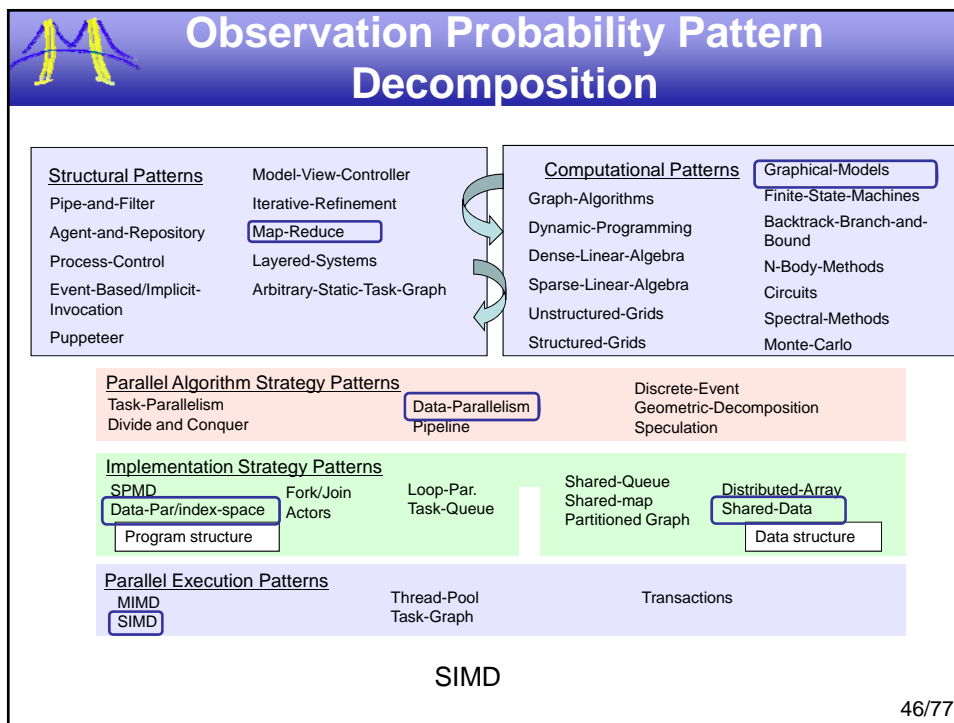 Observation Probability Pattern
Decomposition
Structural Patterns
Pipe-and-Filter
Agent-and-Repository
Process-Control
Event-Based/Implicit-
Invocation
Puppeteer
Model-View-Controller
Iterative-Refinement
Map-Reduce
Layered-Systems
Arbitrary-Static-Task-Graph
Computational Patterns
Graph-Algorithms
Dynamic-Programming
Dense-Linear-Algebra
Sparse-Linear-Algebra
Unstructured-Grids
Structured-Grids
Graphical-Models
Finite-State-Machines
Backtrack-Branch-and-
Bound
N-Body-Methods
Circuits
Spectral-Methods
Monte-Carlo
Parallel Algorithm Strategy Patterns
Task-Parallelism
Divide and Conquer
Data-Parallelism
Pipeline
Discrete-Event
Geometric-Decomposition
Speculation
Implementation Strategy Patterns
SPMD
Data-Par/index-space
Fork/Join
Actors
Loop-Par.
Task-Queue
Program structure
Shared-Queue
Shared-map
Partitioned Graph
Distributed-Array
Shared-Data
Data structure
Parallel Execution Patterns
MIMD
SIMD
Thread-Pool
Task-Graph
Transactions
SIMD
46/77